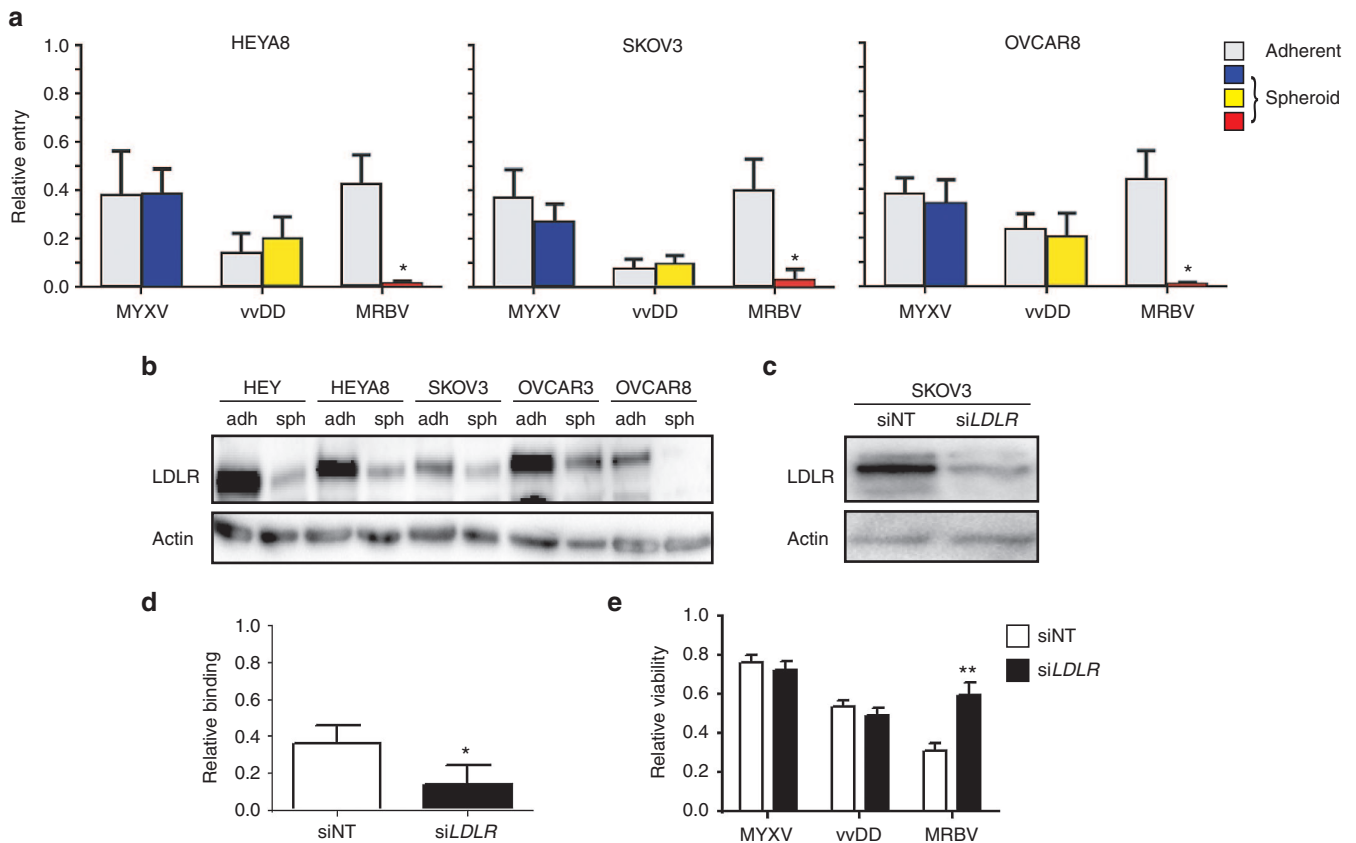 a
HEYA8
SKOV3
OVCAR8
Adherent
Spheroid
Relative entry
1.0
0.8
0.6
0.4
0.2
0.0
MYXV vvDD MRBV
MYXV vvDD MRBV
MYXV vvDD MRBV
*
*
*
b
HEY HEYA8 SKOV3 OVCAR3 OVCAR8
adh sph adh sph adh sph adh sph adh sph
LDLR
Actin
c
SKOV3
siNT siLDLR
LDLR
Actin
d
Relative binding
1.0
0.8
0.6
0.4
0.2
0.0
*
siNT siLDLR
e
Relative viability
1.0
0.8
0.6
0.4
0.2
0.0
**
MYXV vvDD MRBV
siNT
siLDLR